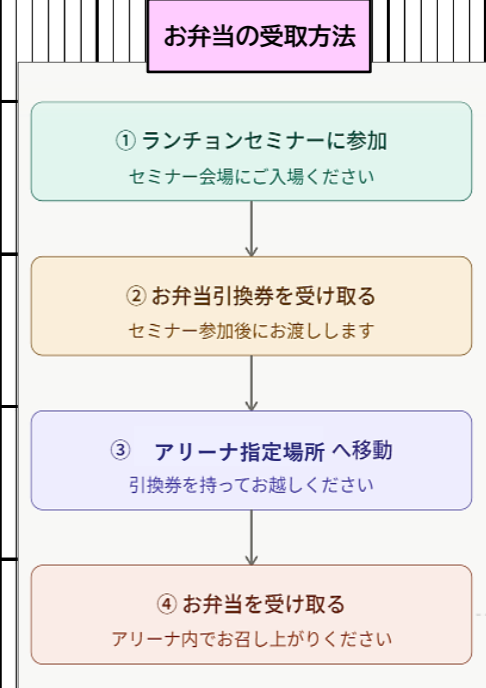 お弁当の受取方法
① ランチョンセミナーに参加
セミナー会場にご入場ください
② お弁当引換券を受け取る
セミナー参加後にお渡しします
③ アリーナ指定場所 へ移動
引換券を持ってお越しください
④ お弁当を受け取る
アリーナ内でお召し上がりください